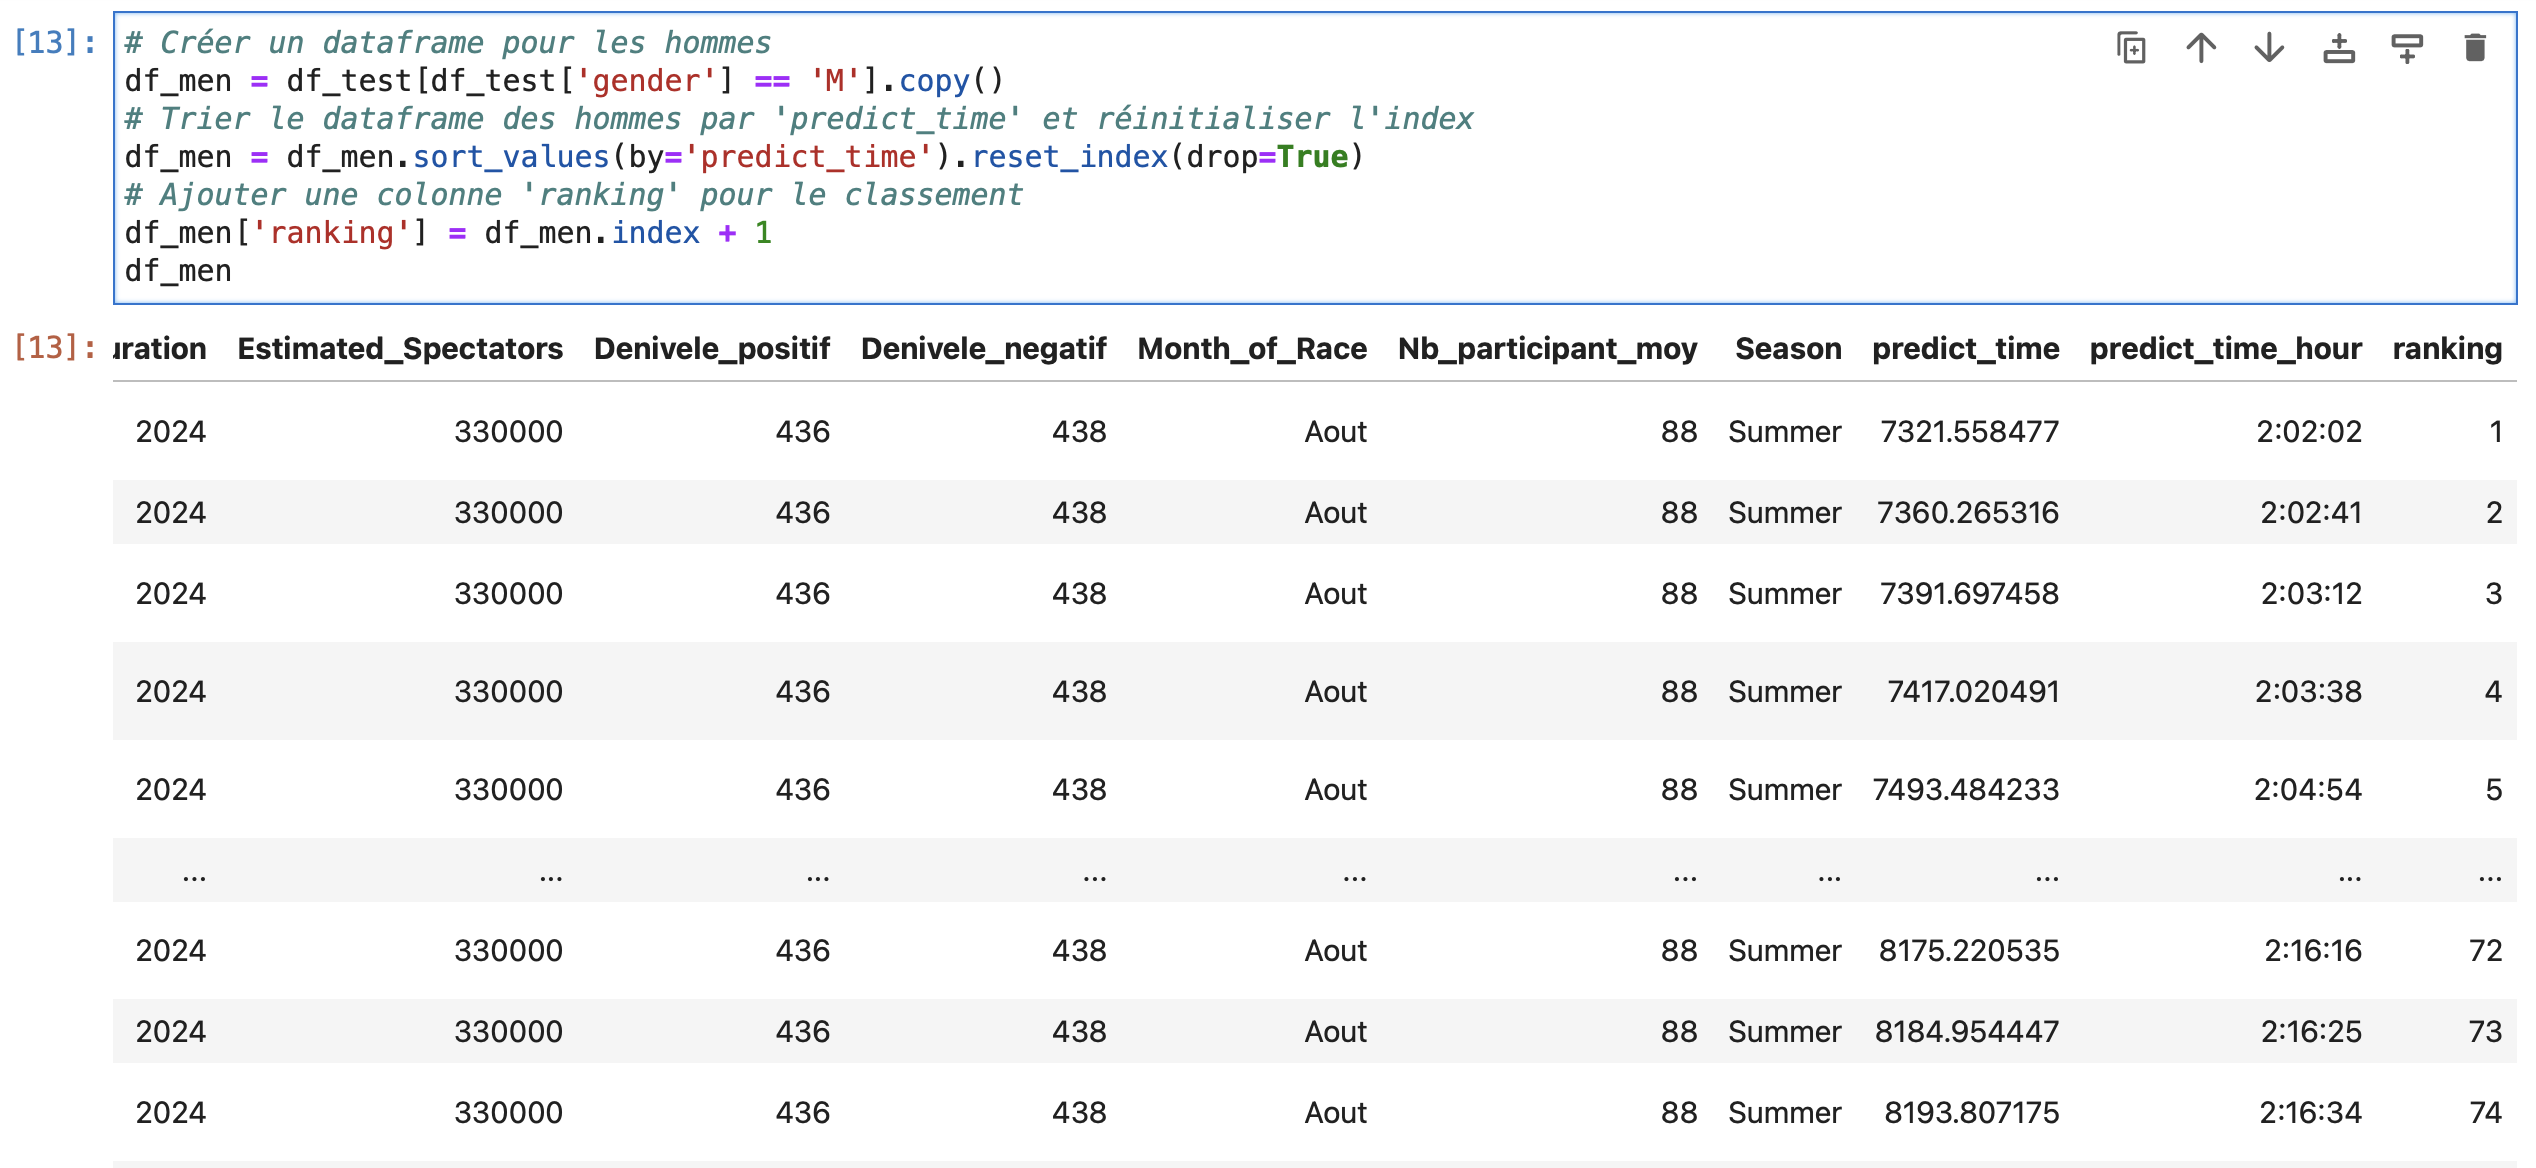 [13]: # Créer un dataframe pour les hommes
df_men = df_test[df_test['gender'] == 'M'].copy()
# Trier le dataframe des hommes par 'predict_time' et réinitialiser l'index
df_men = df_men.sort_values(by='predict_time').reset_index(drop=True)
# Ajouter une colonne 'ranking' pour le classement
df_men['ranking'] = df_men.index + 1
df_men
[13]: uration Estimated_Spectators Denivele_positif Denivele_negatif Month_of_Race Nb_participant_moy Season predict_time predict_time_hour ranking
2024 330000 436 438 Aout 88 Summer 7321.558477 2:02:02 1
2024 330000 436 438 Aout 88 Summer 7360.265316 2:02:41 2
2024 330000 436 438 Aout 88 Summer 7391.697458 2:03:12 3
2024 330000 436 438 Aout 88 Summer 7417.020491 2:03:38 4
2024 330000 436 438 Aout 88 Summer 7493.484233 2:04:54 5
... ... ... ... ... ... ... ... ... ...
2024 330000 436 438 Aout 88 Summer 8175.220535 2:16:16 72
2024 330000 436 438 Aout 88 Summer 8184.954447 2:16:25 73
2024 330000 436 438 Aout 88 Summer 8193.807175 2:16:34 74